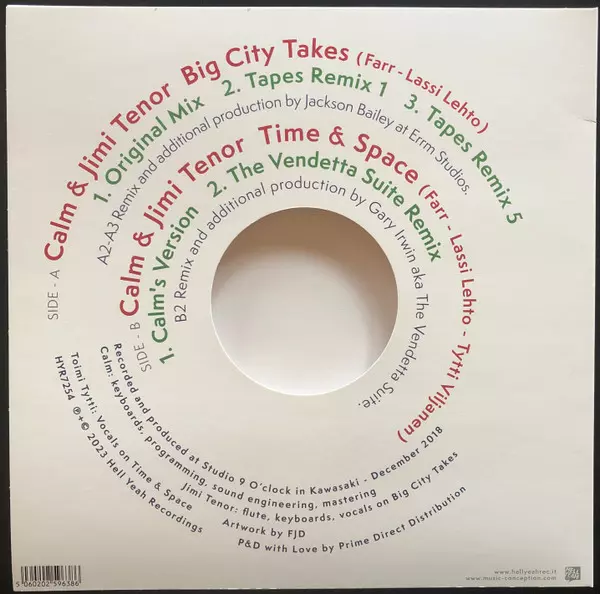 SIDE - A Calm & Jimi Tenor Big City Takes (Farr - Lassi Lehto)
1. Original Mix 2. Tapes Remix 1 3. Tapes Remix 5
A2-A3 Remix and additional production by Jackson Bailey at Errm Studios.
SIDE - B Calm & Jimi Tenor Time & Space (Farr - Lassi Lehto - Tytti Viljanen)
1. Calm's Version 2. The Vendetta Suite Remix
B2 Remix and additional production by Gary Irwin aka The Vendetta Suite.
Recorded and produced at Studio 9 O'clock in Kawasaki - December 2018
Calm: keyboards, programming, sound engineering, mastering
Jimi Tenor: flute, keyboards, vocals on Big City Takes
Toimi Tytti: Vocals on Time & Space
Artwork by FJD
HYR7254 ℗+© 2023 Hell Yeah Recordings
P&D with Love by Prime Direct Distribution
5 060202 596386
www.hellyeahrec.it
www.music-conception.com